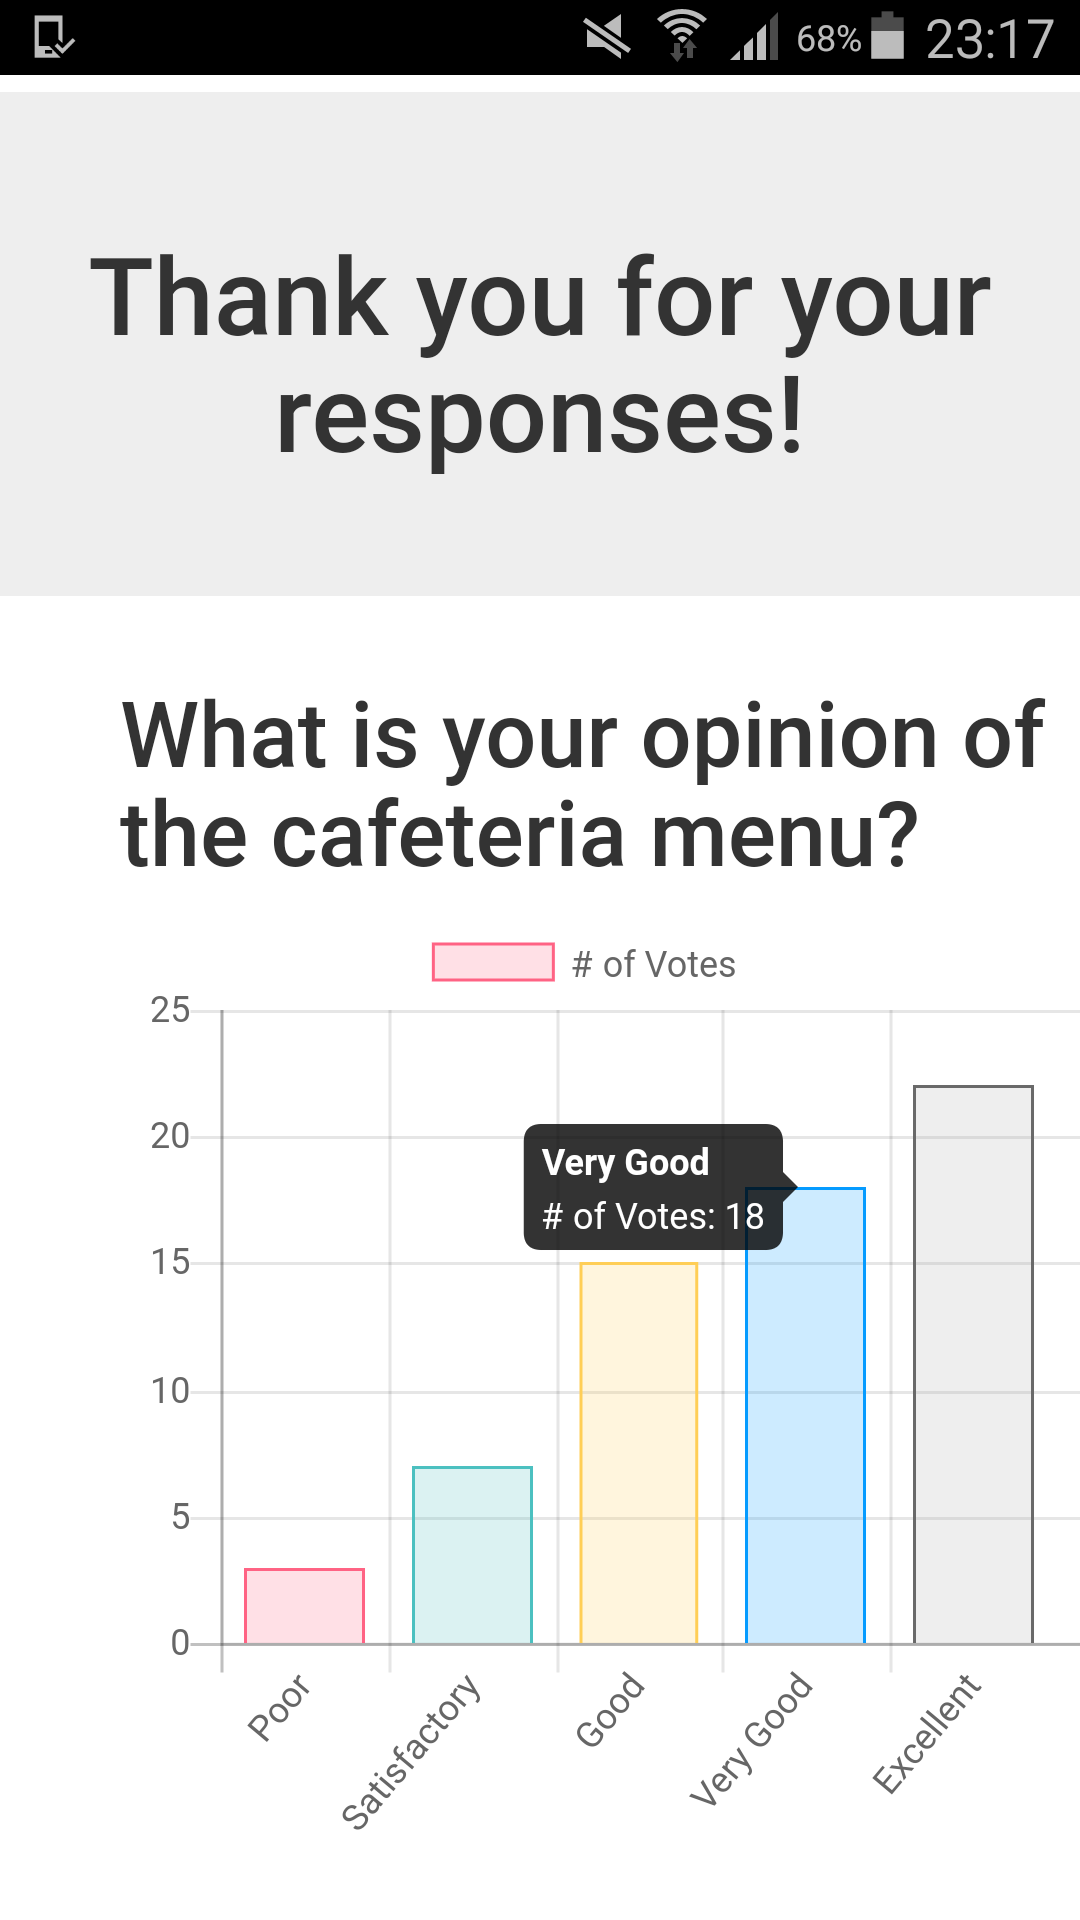 68% 23:17
Thank you for your
responses!
What is your opinion of
the cafeteria menu?
# of Votes
25
20
Very Good
# of Votes: 18
15
10
5
0
Poor
Satisfactory
Good
Very Good
Excellent